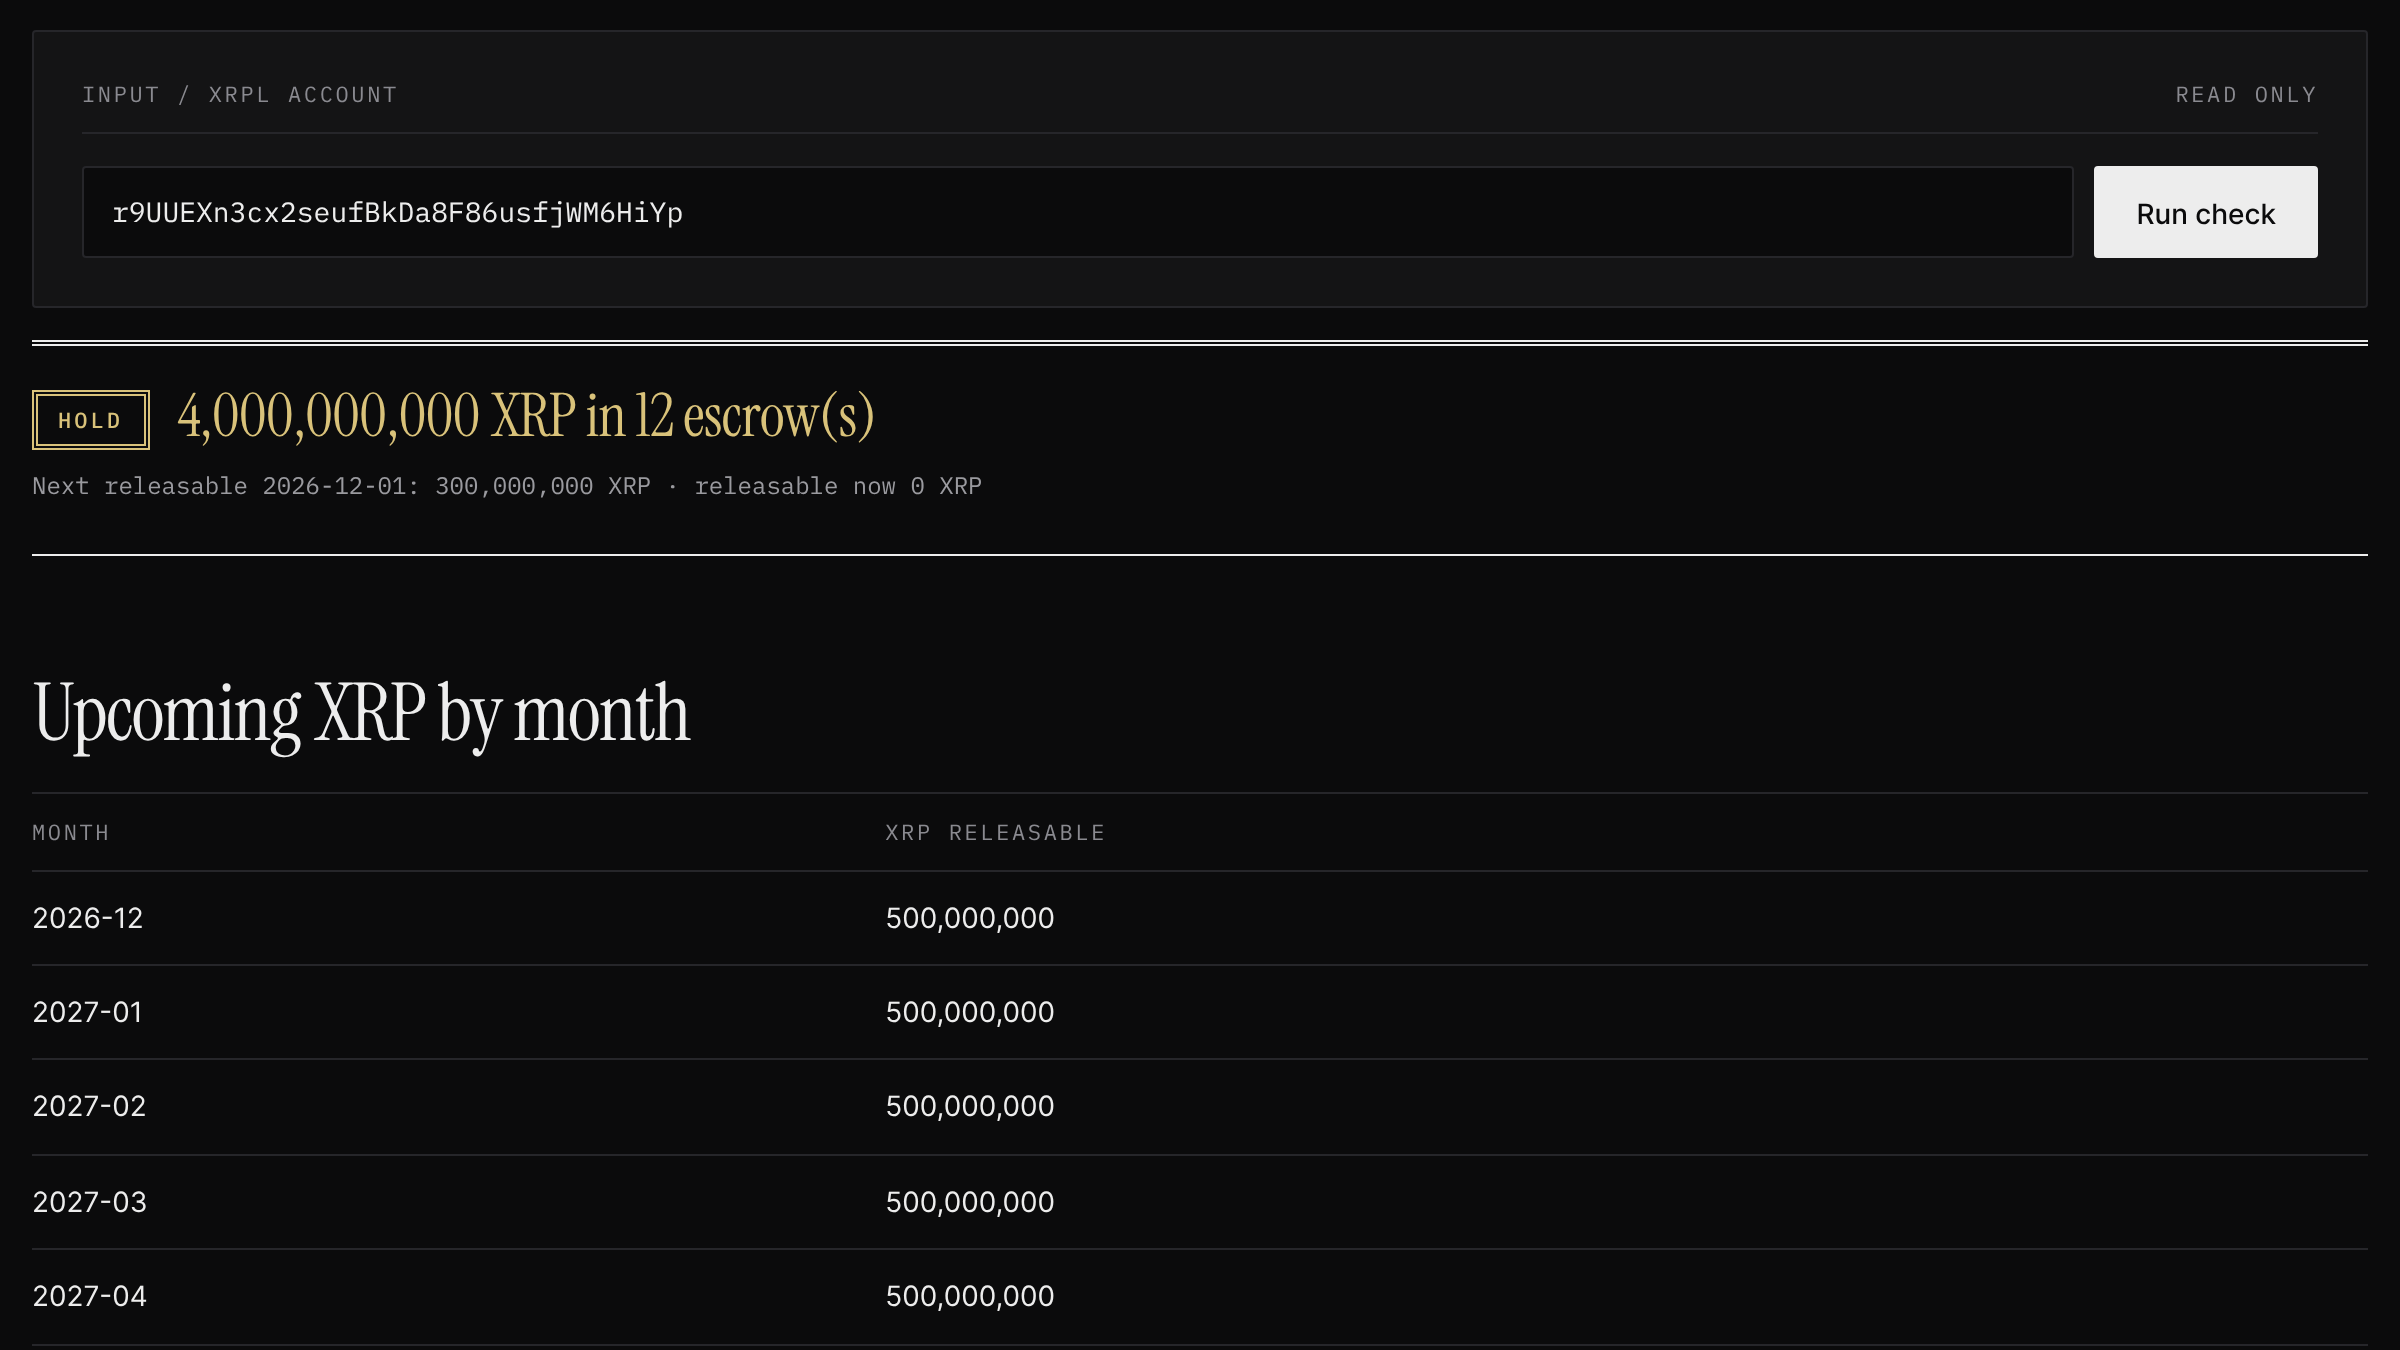 INPUT / XRPL ACCOUNT READ ONLY
r9UUEXn3cx2seufBkDa8F86usfjWM6HiYp Run check
HOLD 4,000,000,000 XRP in 12 escrow(s)
Next releasable 2026-12-01: 300,000,000 XRP · releasable now 0 XRP
Upcoming XRP by month
MONTH XRP RELEASABLE
2026-12 500,000,000
2027-01 500,000,000
2027-02 500,000,000
2027-03 500,000,000
2027-04 500,000,000